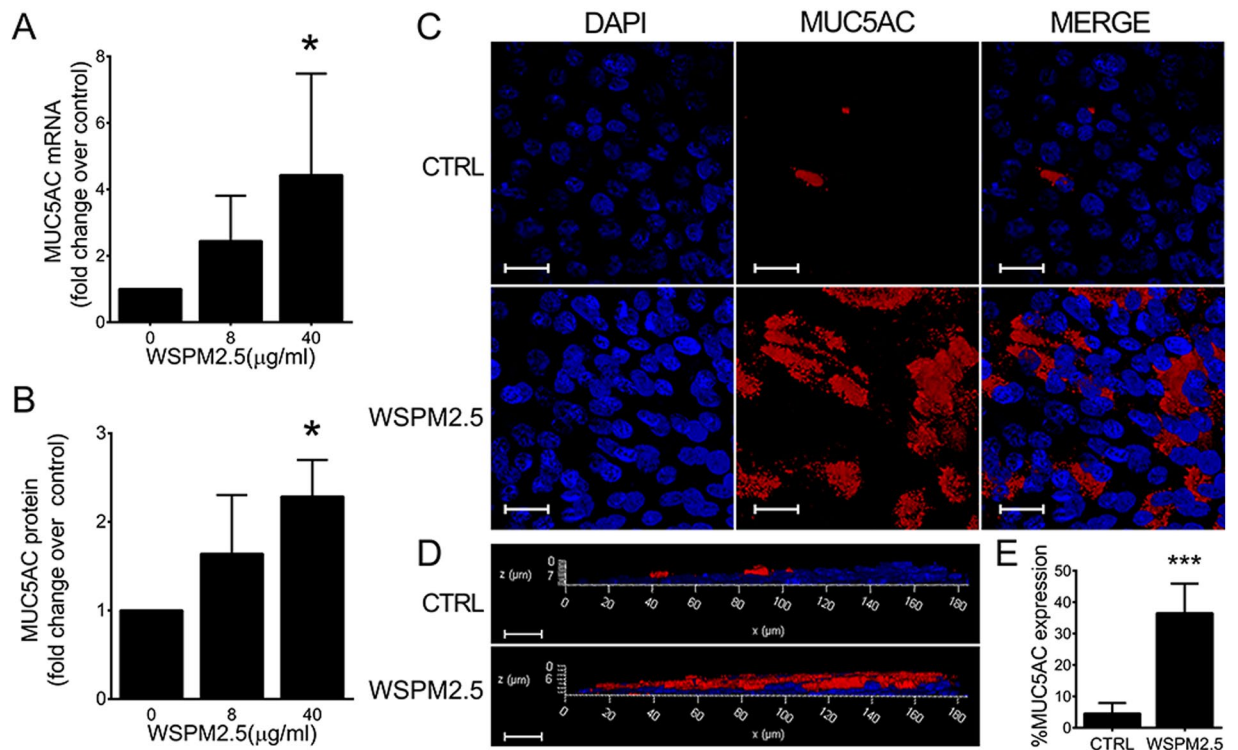 A
MUC5AC mRNA
(fold change over control)
8
6
4
2
0
*
0 8 40
WSPM2.5(μg/ml)
B
MUC5AC protein
(fold change over control)
3
2
1
0
*
0 8 40
WSPM2.5(μg/ml)
C
DAPI MUC5AC MERGE
CTRL
WSPM2.5
D
CTRL
z (μm)
0
7
0 20 40 60 80 100 120 140 160 180
x (μm)
WSPM2.5
z (μm)
0
6
0 20 40 60 80 100 120 140 160 180
x (μm)
E
%MUC5AC expression
50
40
30
20
10
0
***
CTRL WSPM2.5